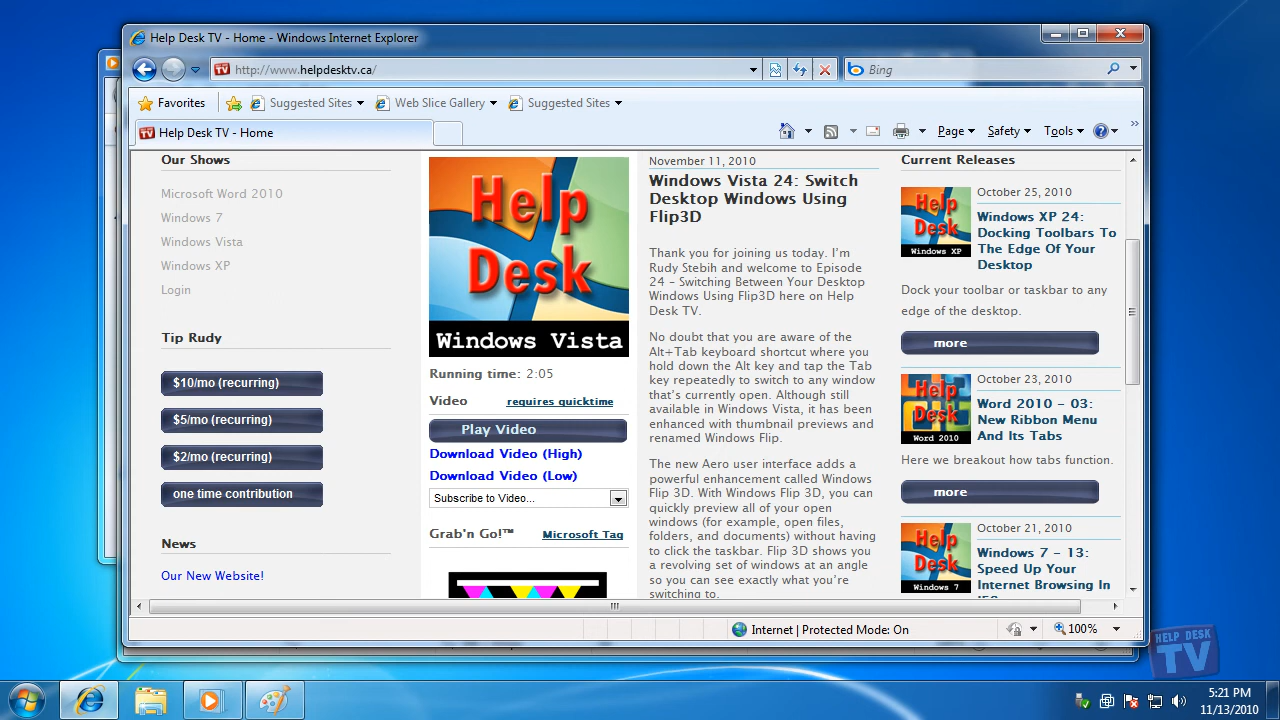 Help Desk TV - Home - Windows Internet Explorer
http://www.helpdesktv.ca/
Bing
Favorites
Suggested Sites
Web Slice Gallery
Suggested Sites
Help Desk TV - Home
Page
Safety
Tools
Our Shows
Microsoft Word 2010
Windows 7
Windows Vista
Windows XP
Login
Tip Rudy
$10/mo (recurring)
$5/mo (recurring)
$2/mo (recurring)
one time contribution
News
Our New Website!
Help
Desk
Windows Vista
Running time: 2:05
Video requires quicktime
Play Video
Download Video (High)
Download Video (Low)
Subscribe to Video...
Grab'n Go!™ Microsoft Tag
November 11, 2010
Windows Vista 24: Switch
Desktop Windows Using
Flip3D
Thank you for joining us today. I'm
Rudy Stebih and welcome to Episode
24 – Switching Between Your Desktop
Windows Using Flip3D here on Help
Desk TV.
No doubt that you are aware of the
Alt+Tab keyboard shortcut where you
hold down the Alt key and tap the Tab
key repeatedly to switch to any window
that's currently open. Although still
available in Windows Vista, it has been
enhanced with thumbnail previews and
renamed Windows Flip.
The new Aero user interface adds a
powerful enhancement called Windows
Flip 3D. With Windows Flip 3D, you can
quickly preview all of your open
windows (for example, open files,
folders, and documents) without having
to click the taskbar. Flip 3D shows you
a revolving set of windows at an angle
so you can see exactly what you're
switching to.
Current Releases
Help
Desk
Windows XP
October 25, 2010
Windows XP 24:
Docking Toolbars To
The Edge Of Your
Desktop
Dock your toolbar or taskbar to any
edge of the desktop.
more
Help
Desk
Word 2010
October 23, 2010
Word 2010 – 03:
New Ribbon Menu
And Its Tabs
Here we breakout how tabs function.
more
Help
Desk
Windows 7
October 21, 2010
Windows 7 – 13:
Speed Up Your
Internet Browsing In
Internet | Protected Mode: On
100%
HELP DESK
TV
5:21 PM
11/13/2010